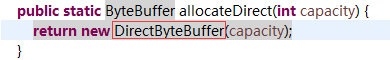 public static ByteBuffer allocateDirect(int capacity) {
return new DirectByteBuffer(capacity);
}